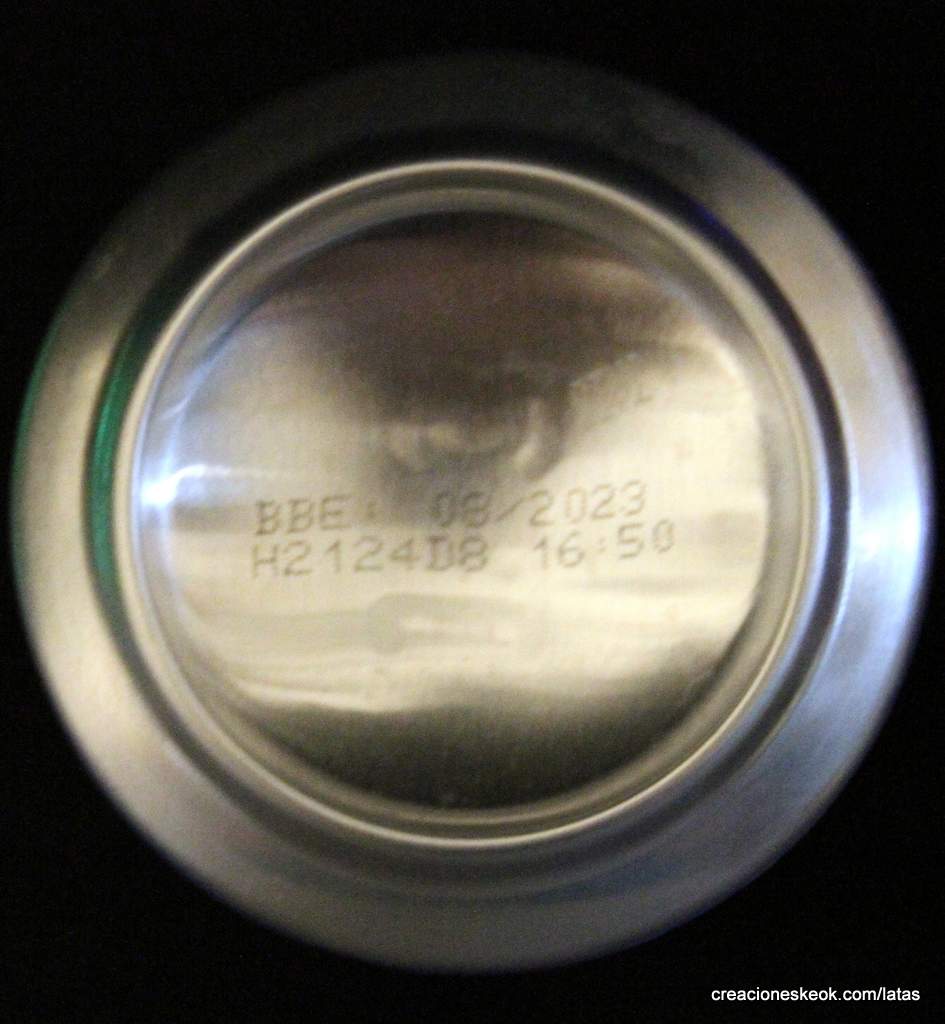 BBE: 08/2023
H2124D8 16:50
creacioneskeok.com/latas